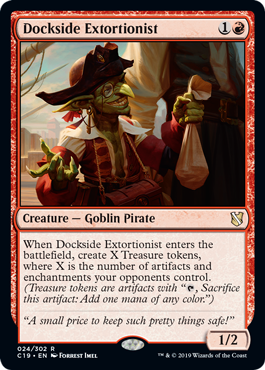 Dockside Extortionist 1
Creature — Goblin Pirate
When Dockside Extortionist enters the
battlefield, create X Treasure tokens,
where X is the number of artifacts and
enchantments your opponents control.
(Treasure tokens are artifacts with “, Sacrifice
this artifact: Add one mana of any color.”)
“A small price to keep such pretty things safe!”
1/2
024/302 R
C19 • EN FORREST IMEL
™ & © 2019 Wizards of the Coast